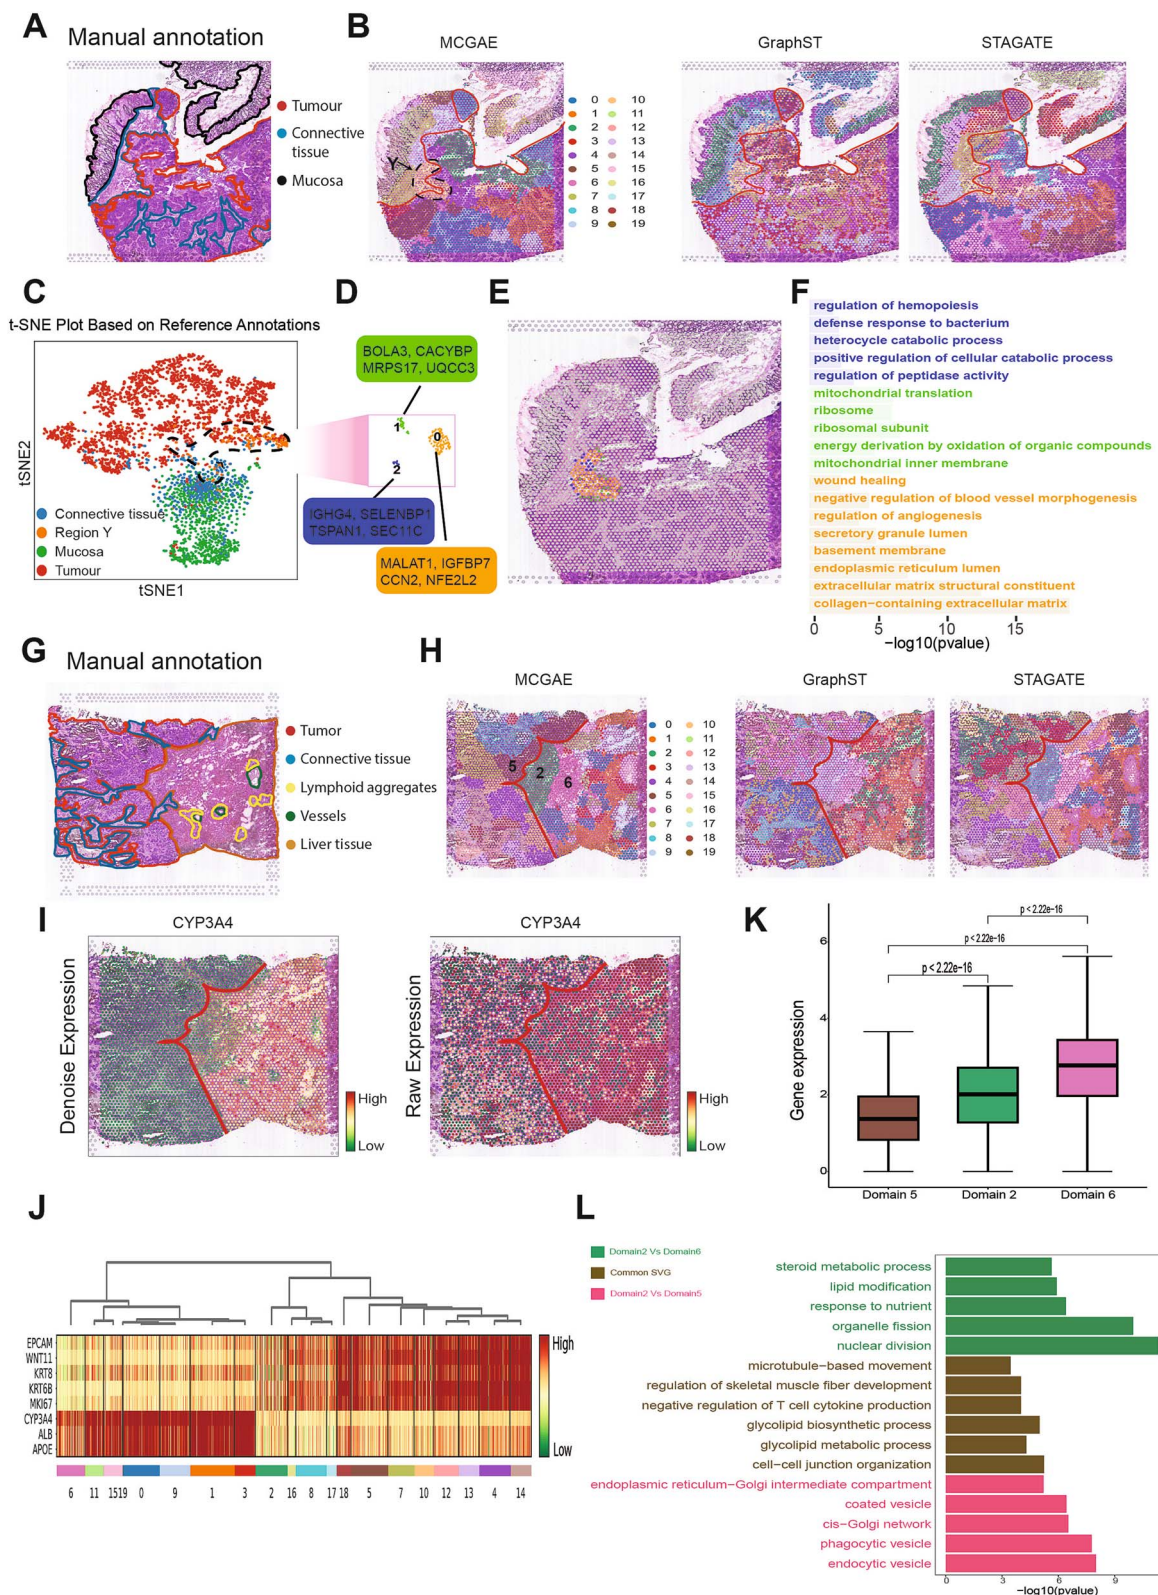 A
Manual annotation
Tumour
Connective
tissue
Mucosa
B
MCGAE
GraphST
STAGATE
Y
0 10
1 11
2 12
3 13
4 14
5 15
6 16
7 17
8 18
9 19
C
t-SNE Plot Based on Reference Annotations
tSNE2
Connective tissue
Region Y
Mucosa
Tumour
tSNE1
D
BOLA3, CACYBP
MRPS17, UQCC3
1
0
2
IGHG4, SELENBP1
TSPAN1, SEC11C
MALAT1, IGFBP7
CCN2, NFE2L2
E
F
regulation of hemopoiesis
defense response to bacterium
heterocycle catabolic process
positive regulation of cellular catabolic process
regulation of peptidase activity
mitochondrial translation
ribosome
ribosomal subunit
energy derivation by oxidation of organic compounds
mitochondrial inner membrane
wound healing
negative regulation of blood vessel morphogenesis
regulation of angiogenesis
secretory granule lumen
basement membrane
endoplasmic reticulum lumen
extracellular matrix structural constituent
collagen−containing extracellular matrix
0 5 10 15
−log10(pvalue)
G
Manual annotation
Tumor
Connective tissue
Lymphoid aggregates
Vessels
Liver tissue
H
MCGAE
GraphST
STAGATE
5
2
6
0 10
1 11
2 12
3 13
4 14
5 15
6 16
7 17
8 18
9 19
I
CYP3A4
Denoise Expression
High
Low
CYP3A4
Raw Expression
High
Low
K
p < 2.22e−16
p < 2.22e−16
p < 2.22e−16
Gene expression
6
4
2
0
Domain 5 Domain 2 Domain 6
J
EPCAM
WNT11
KRT8
KRT6B
MKI67
CYP3A4
ALB
APOE
High
Low
6 11 15 19 0 9 1 3 2 16 8 17 18 5 7 10 12 13 4 14
L
Domain2 Vs Domain6
Common SVG
Domain2 Vs Domain5
steroid metabolic process
lipid modification
response to nutrient
organelle fission
nuclear division
microtubule−based movement
regulation of skeletal muscle fiber development
negative regulation of T cell cytokine production
glycolipid biosynthetic process
glycolipid metabolic process
cell−cell junction organization
endoplasmic reticulum−Golgi intermediate compartment
coated vesicle
cis−Golgi network
phagocytic vesicle
endocytic vesicle
0 3 6 9
−log10(pvalue)